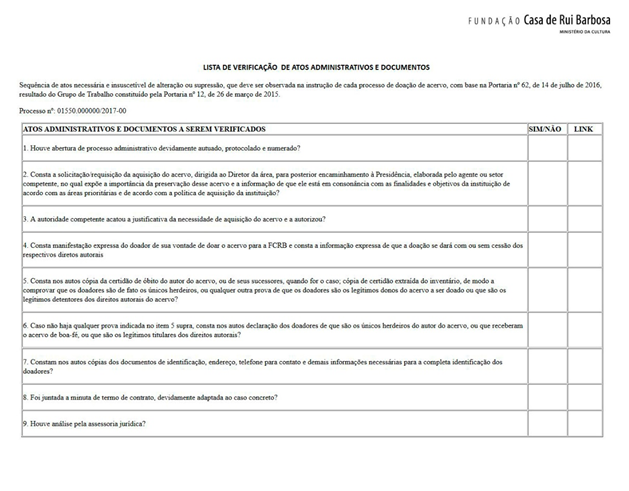 FUNDAÇÃO Casa de Rui Barbosa
MINISTÉRIO DA CULTURA
LISTA DE VERIFICAÇÃO DE ATOS ADMINISTRATIVOS E DOCUMENTOS
Sequência de atos necessária e insuscetível de alteração ou supressão, que deve ser observada na instrução de cada processo de doação de acervo, com base na Portaria nº 62, de 14 de julho de 2016,
resultado do Grupo de Trabalho constituído pela Portaria nº 12, de 26 de março de 2015.
Processo nº: 01550.000000/2017-00
ATOS ADMINISTRATIVOS E DOCUMENTOS A SEREM VERIFICADOS SIM/NÃO LINK
1. Houve abertura de processo administrativo devidamente autuado, protocolado e numerado?
2. Consta a solicitação/requisição da aquisição do acervo, dirigida ao Diretor da área, para posterior encaminhamento à Presidência, elaborada pelo agente ou setor
competente, no qual expõe a importância da preservação desse acervo e a informação de que ele está em consonância com as finalidades e objetivos da instituição de
acordo com as áreas prioritárias e de acordo com a política de aquisição da instituição?
3. A autoridade competente acatou a justificativa da necessidade de aquisição do acervo e a autorizou?
4. Consta manifestação expressa do doador de sua vontade de doar o acervo para a FCRB e consta a informação expressa de que a doação se dará com ou sem cessão dos
respectivos diretos autorais
5. Consta nos autos cópia da certidão de óbito do autor do acervo, ou de seus sucessores, quando for o caso; cópia de certidão extraída do inventário, de modo a
comprovar que os doadores são de fato os únicos herdeiros, ou qualquer outra prova de que os doadores são os legítimos donos do acervo a ser doado ou que são os
legítimos detentores dos direitos autorais do acervo?
6. Caso não haja qualquer prova indicada no item 5 supra, consta nos autos declaração dos doadores de que são os únicos herdeiros do autor do acervo, ou que receberam
o acervo de boa-fé, ou que são os legítimos titulares dos direitos autorais?
7. Constam nos autos cópias dos documentos de identificação, endereço, telefone para contato e demais informações necessárias para a completa identificação dos
doadores?
8. Foi juntada a minuta de termo de contrato, devidamente adaptada ao caso concreto?
9. Houve análise pela assessoria jurídica?